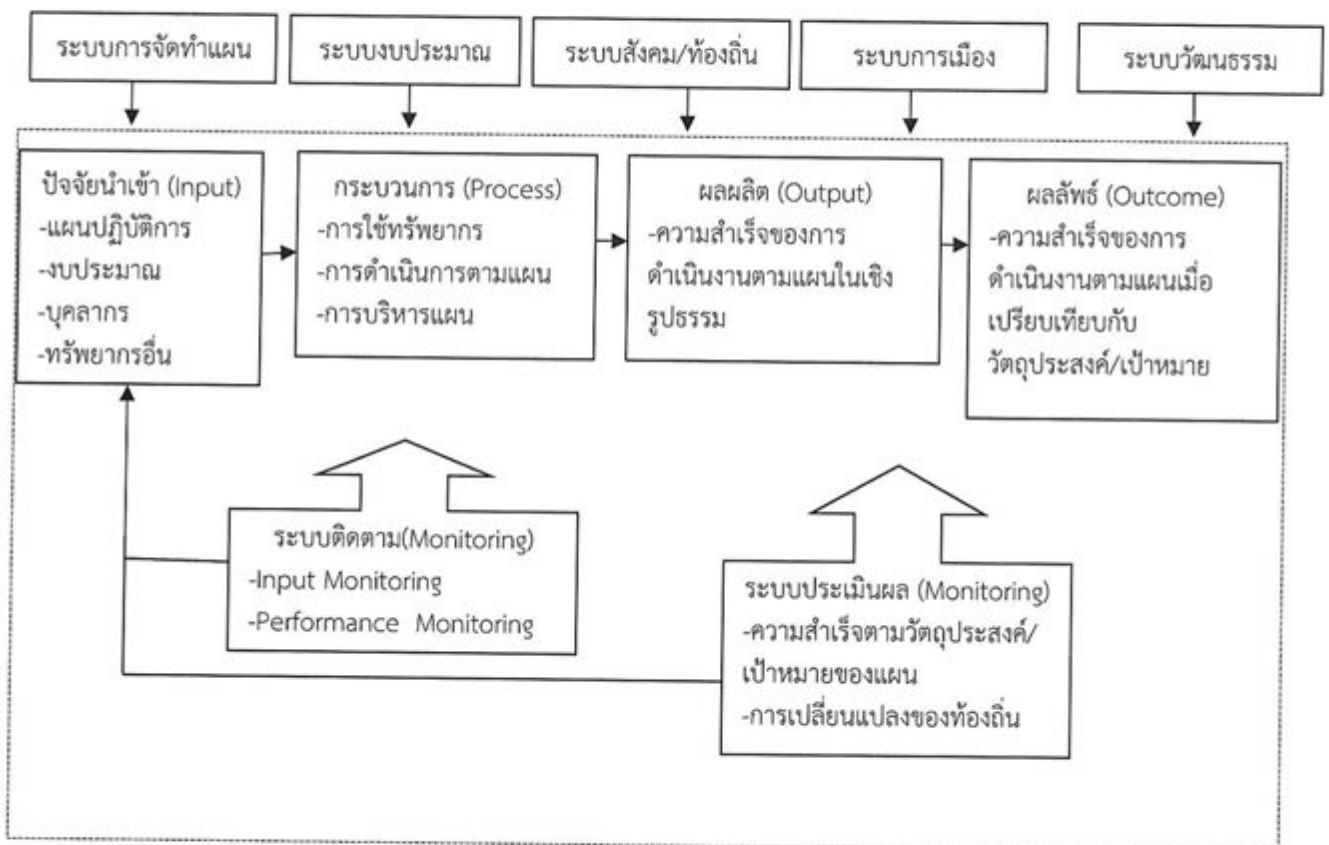 ระบบการจัดทำแผน
ระบบงบประมาณ
ระบบสังคม/ท้องถิ่น
ระบบการเมือง
ระบบวัฒนธรรม
ปัจจัยนำเข้า (Input)
-แผนปฏิบัติการ
-งบประมาณ
-บุคลากร
-ทรัพยากรอื่น
กระบวนการ (Process)
-การใช้ทรัพยากร
-การดำเนินการตามแผน
-การบริหารแผน
ผลผลิต (Output)
-ความสำเร็จของการ
ดำเนินงานตามแผนในเชิง
รูปธรรม
ผลลัพธ์ (Outcome)
-ความสำเร็จของการ
ดำเนินงานตามแผนเมื่อ
เปรียบเทียบกับ
วัตถุประสงค์/เป้าหมาย
ระบบติดตาม(Monitoring)
-Input Monitoring
-Performance Monitoring
ระบบประเมินผล (Monitoring)
-ความสำเร็จตามวัตถุประสงค์/
เป้าหมายของแผน
-การเปลี่ยนแปลงของท้องถิ่น